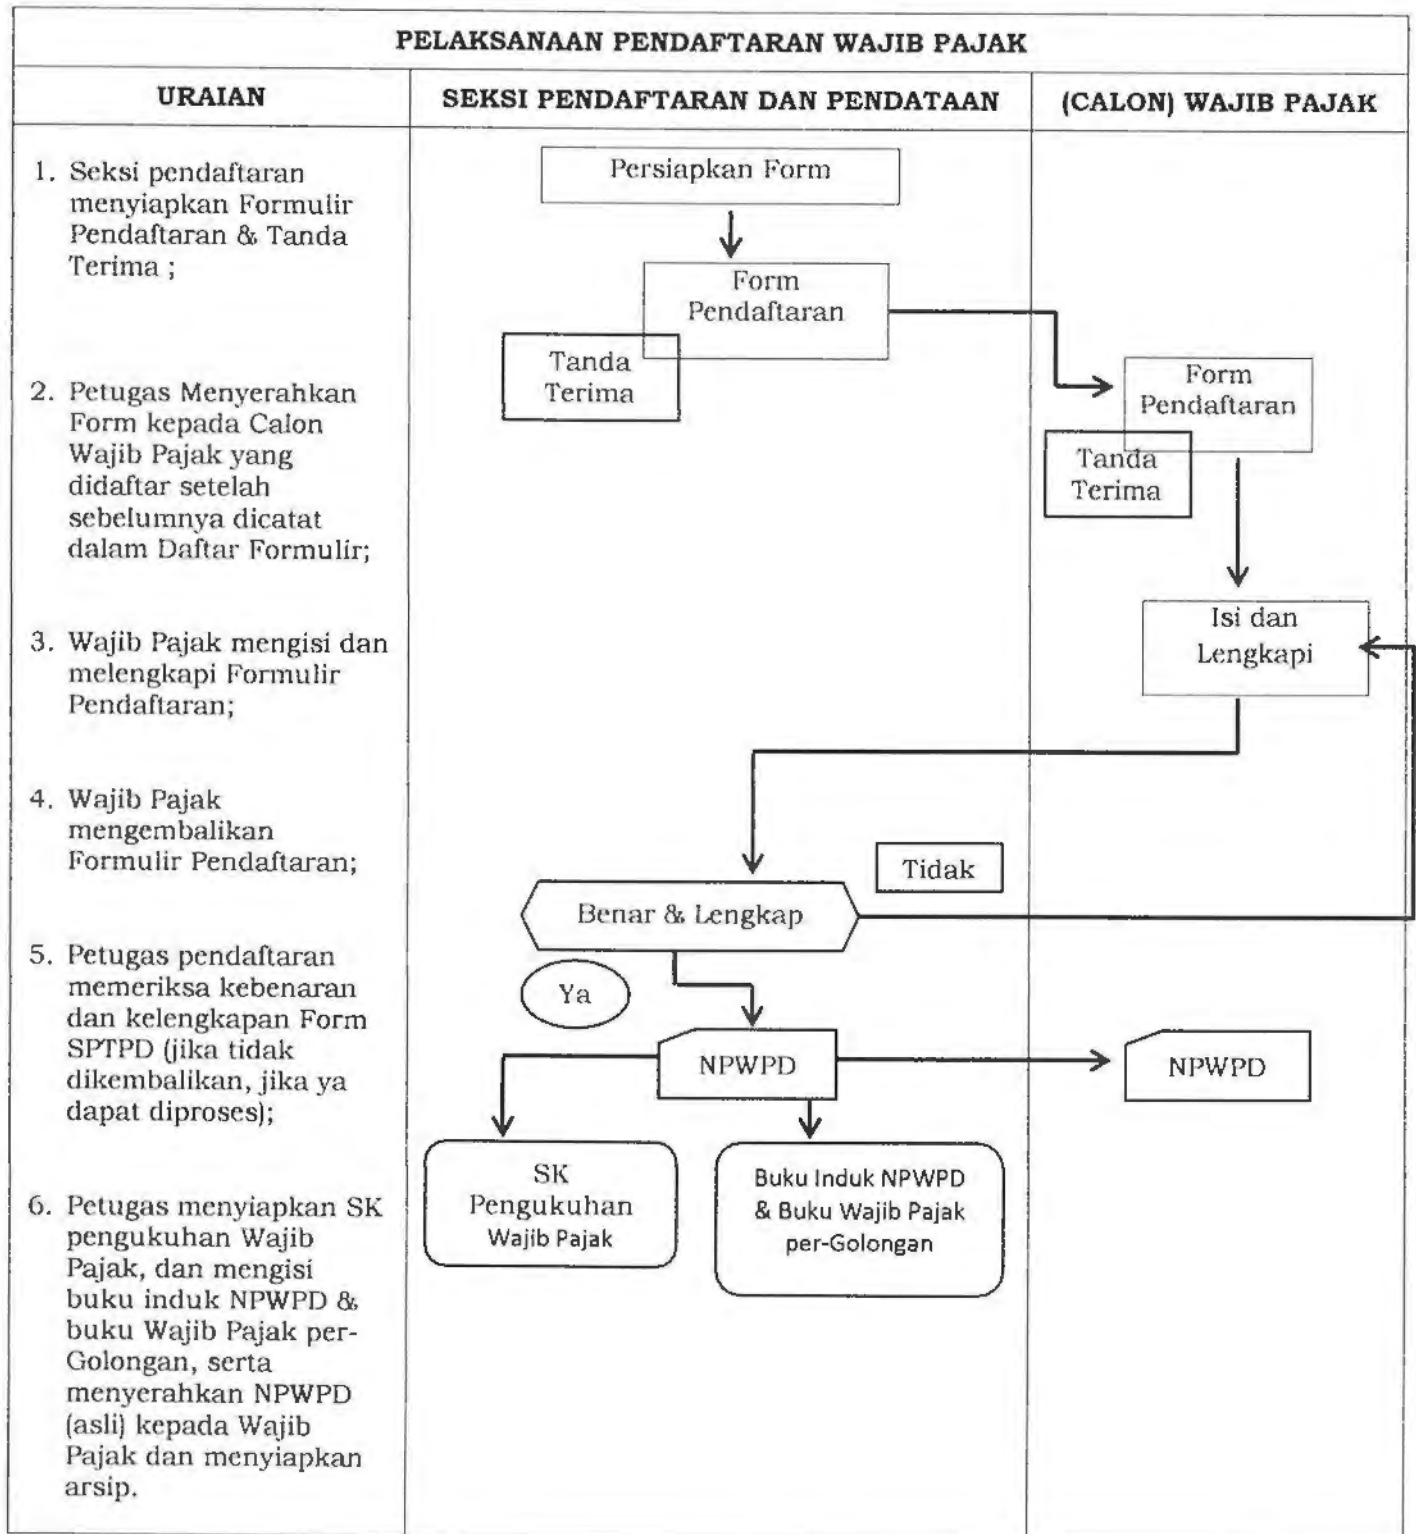 PELAKSANAAN PENDAFTARAN WAJIB PAJAK
URAIAN
SEKSI PENDAFTARAN DAN PENDATAAN
(CALON) WAJIB PAJAK
1. Seksi pendaftaran
menyiapkan Formulir
Pendaftaran & Tanda
Terima ;
2. Petugas Menyerahkan
Form kepada Calon
Wajib Pajak yang
didaftar setelah
sebelumnya dicatat
dalam Daftar Formulir;
3. Wajib Pajak mengisi dan
melengkapi Formulir
Pendaftaran;
4. Wajib Pajak
mengembalikan
Formulir Pendaftaran;
5. Petugas pendaftaran
memeriksa kebenaran
dan kelengkapan Form
SPTPD (jika tidak
dikembalikan, jika ya
dapat diproses);
6. Petugas menyiapkan SK
pengukuhan Wajib
Pajak, dan mengisi
buku induk NPWPD &
buku Wajib Pajak per-
Golongan, serta
menyerahkan NPWPD
(asli) kepada Wajib
Pajak dan menyiapkan
arsip.
Persiapkan Form
Form
Pendaftaran
Tanda
Terima
Form
Pendaftaran
Tanda
Terima
Isi dan
Lengkapi
Tidak
Benar & Lengkap
Ya
NPWPD
NPWPD
SK
Pengukuhan
Wajib Pajak
Buku Induk NPWPD
& Buku Wajib Pajak
per-Golongan